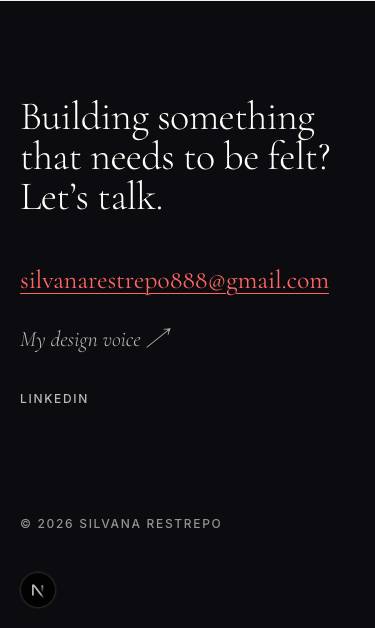 Building something
that needs to be felt?
Let’s talk.
silvanarestrepo888@gmail.com
My design voice ↗
LINKEDIN
© 2026 SILVANA RESTREPO
N